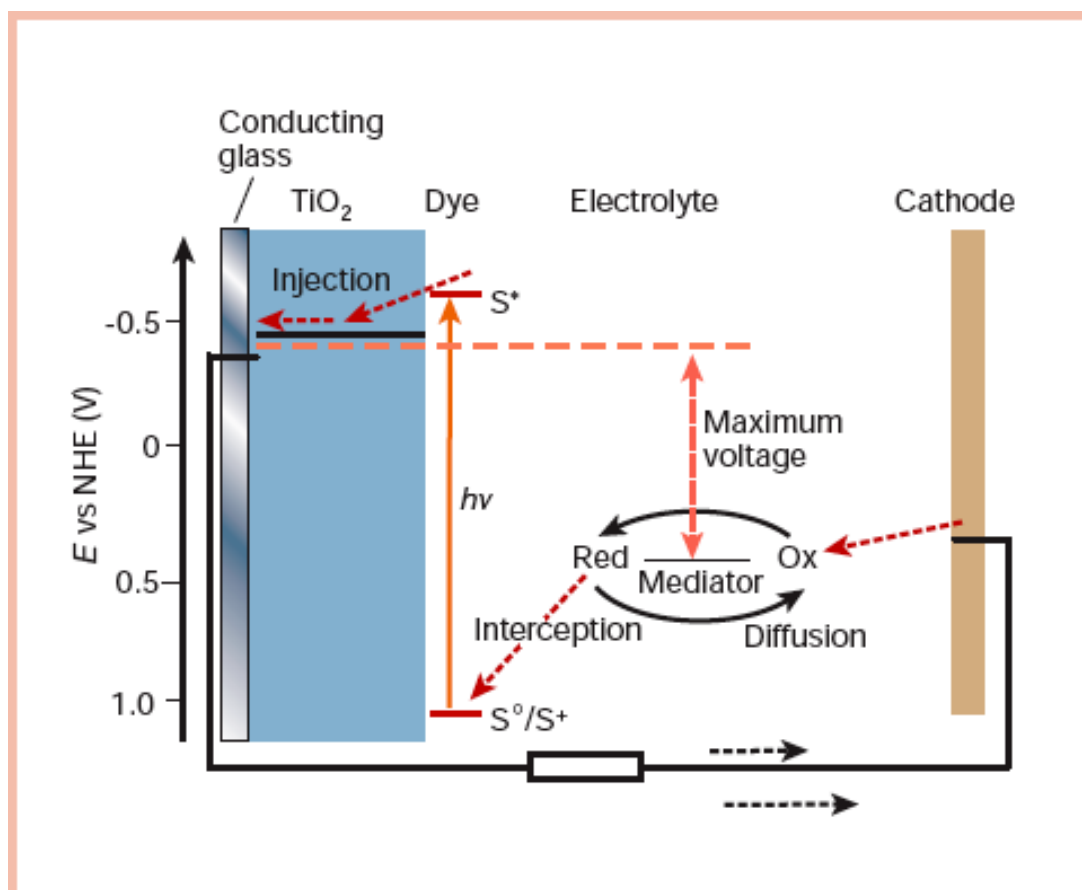 Conducting
glass
TiO₂
Dye
Electrolyte
Cathode
Injection
S*
-0.5
E vs NHE (V)
0
Maximum
voltage
hν
Red
Ox
Mediator
0.5
Interception
Diffusion
1.0
S°/S⁺